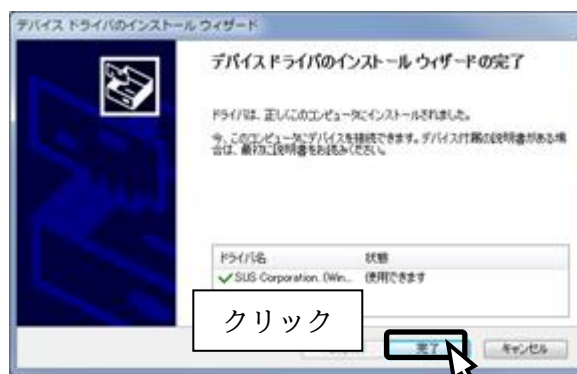 デバイス ドライバのインストール ウィザード
デバイス ドライバのインストール ウィザードの完了
ドライバは、正しくこのコンピュータにインストールされました。
今、このコンピュータにデバイスを接続できます。デバイス付属の説明書がある場
合は、最初に説明書をお読みください。
ドライバ名 状態
SUS Corporation. (Win... 使用できます
クリック
完了 キャンセル